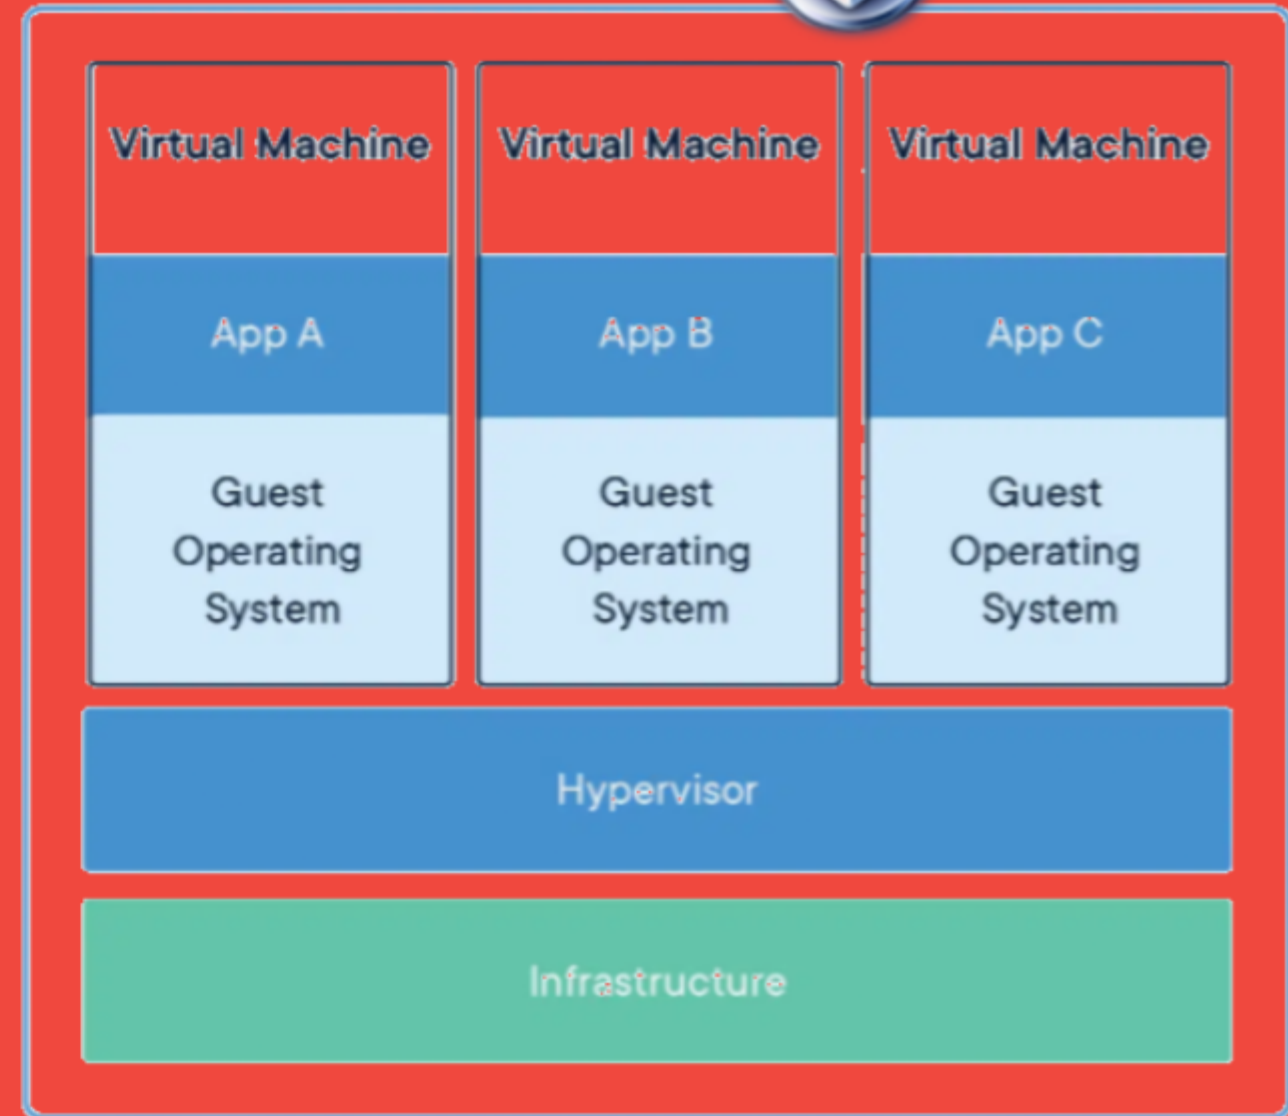 Virtual Machine
Virtual Machine
Virtual Machine
App A
App B
App C
Guest
Operating
System
Guest
Operating
System
Guest
Operating
System
Hypervisor
Infrastructure